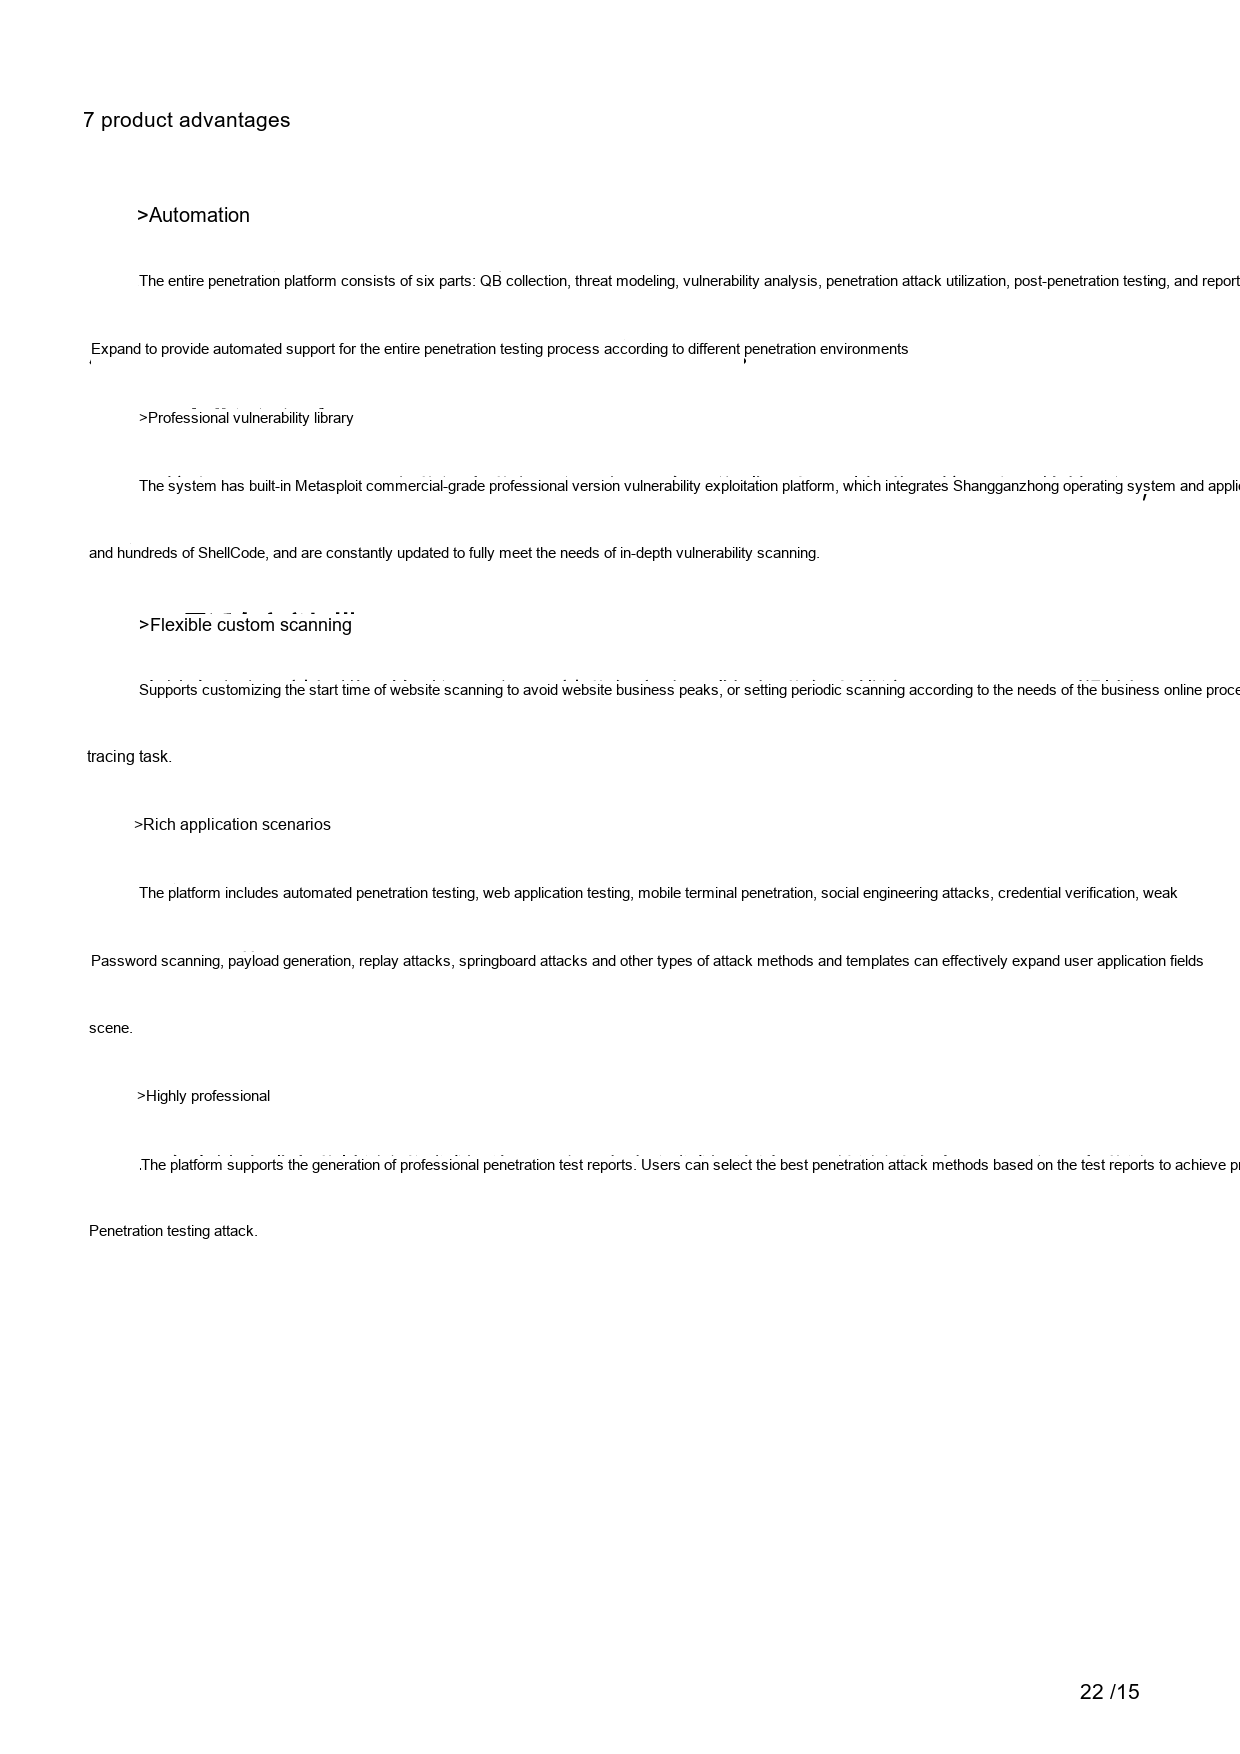 7 product advantages
>Automation
The entire penetration platform consists of six parts: QB collection, threat modeling, vulnerability analysis, penetration attack utilization, post-penetration testing, and report
Expand to provide automated support for the entire penetration testing process according to different penetration environments
>Professional vulnerability library
The system has built-in Metasploit commercial-grade professional version vulnerability exploitation platform, which integrates Shangganzhong operating system and
and hundreds of ShellCode, and are constantly updated to fully meet the needs of in-depth vulnerability scanning.
>Flexible custom scanning
Supports customizing the start time of website scanning to avoid website business peaks, or setting periodic scanning according to the needs of the business online
tracing task.
>Rich application scenarios
The platform includes automated penetration testing, web application testing, mobile terminal penetration, social engineering attacks, credential verification, weak
Password scanning, payload generation, replay attacks, springboard attacks and other types of attack methods and templates can effectively expand user application fields
scene.
>Highly professional
.The platform supports the generation of professional penetration test reports. Users can select the best penetration attack methods based on the test reports to achieve
Penetration testing attack.
22 /15